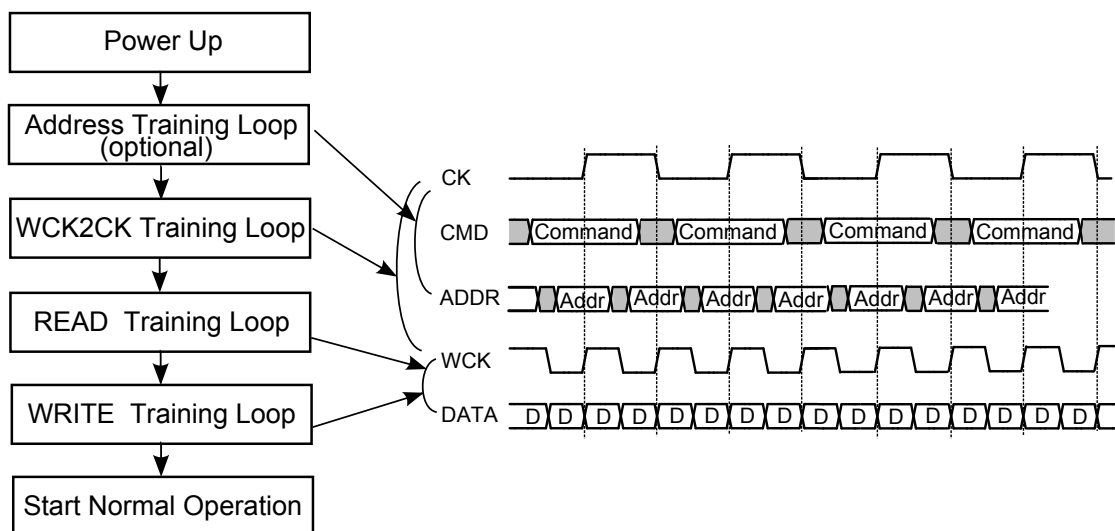 Power Up
Address Training Loop
(optional)
WCK2CK Training Loop
READ Training Loop
WRITE Training Loop
Start Normal Operation
CK
CMD Command Command Command Command
ADDR Addr Addr Addr Addr Addr Addr Addr
WCK
DATA D D D D D D D D D D D D D D D D